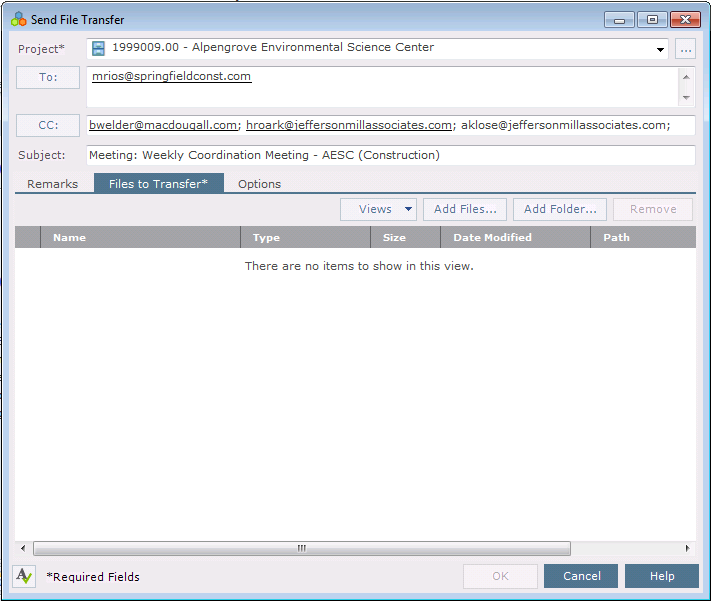 Send File Transfer
Project* 1999009.00 - Alpengrove Environmental Science Center ...
To: mrios@springfieldconst.com
CC: bwelder@macdougall.com; hroark@jeffersonmillassociates.com; aklose@jeffersonmillassociates.com;
Subject: Meeting: Weekly Coordination Meeting - AESC (Construction)
Remarks Files to Transfer* Options
Views Add Files... Add Folder... Remove
Name Type Size Date Modified Path
There are no items to show in this view.
*Required Fields OK Cancel Help